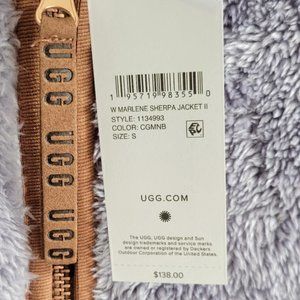 UGG UGG UGG UGG
1 95719 98355 0
W MARLENE SHERPA JACKET II
STYLE: 1134993
COLOR: CGMNB
SIZE: S
UGG.COM
The UGG, UGG design and Sun
design trademarks and service marks
are owned or registered by Deckers
Outdoor Corporation of the United States.
$138.00